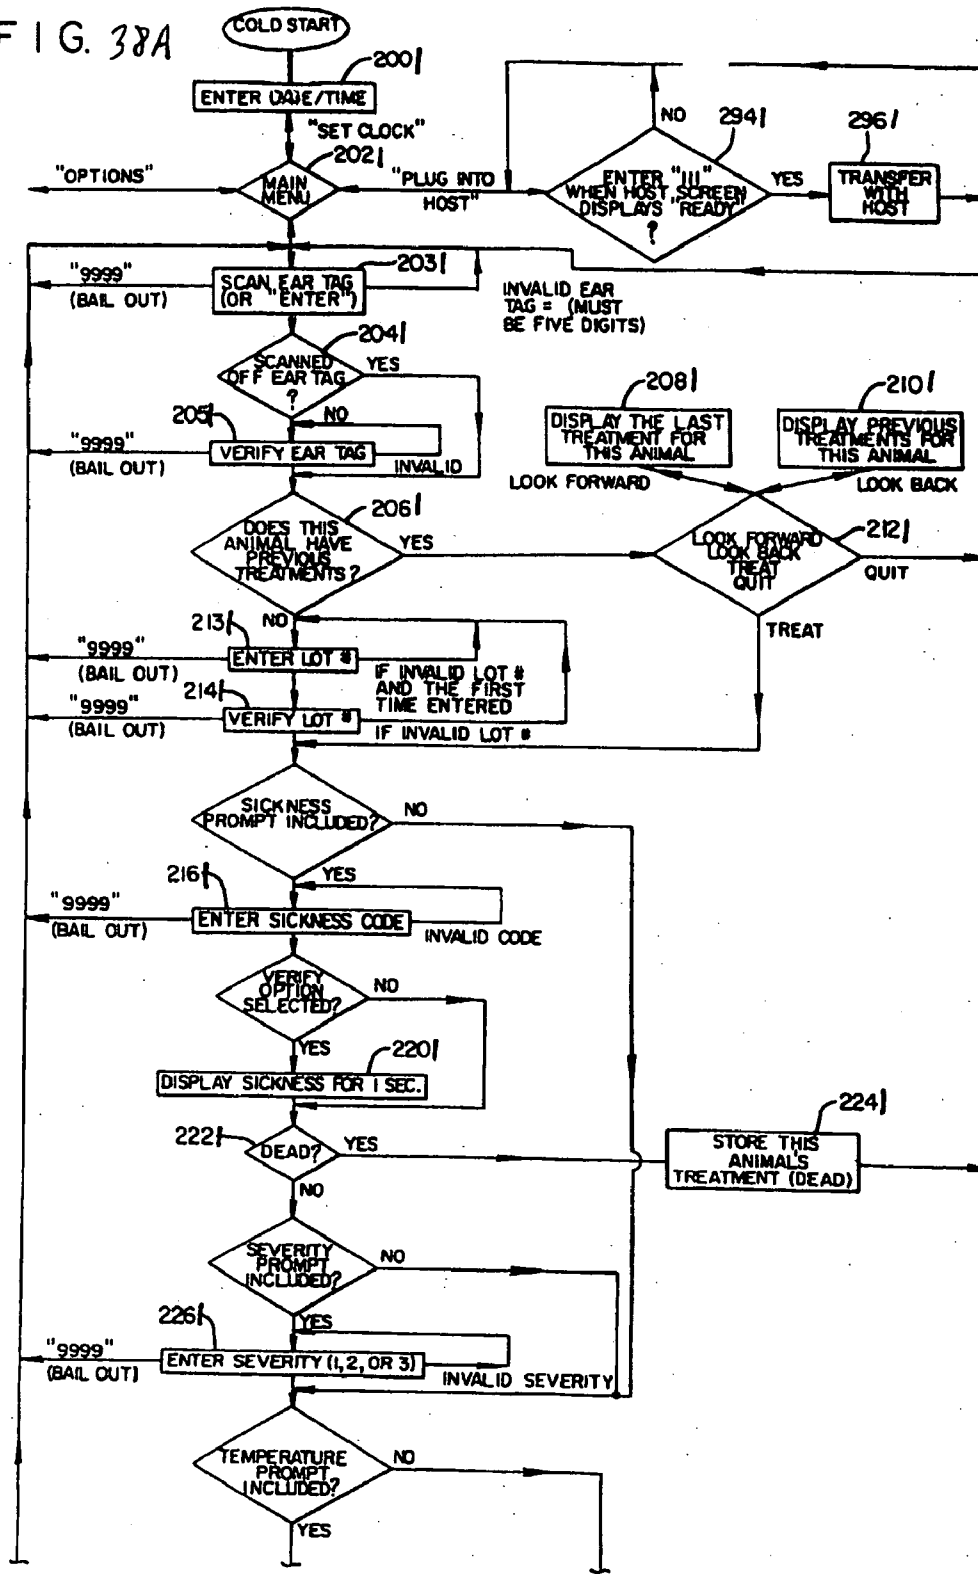 FIG. 38A
COLD START
200
ENTER DATE/TIME
"SET CLOCK"
202
"OPTIONS"
MAIN
MENU
"PLUG INTO
HOST"
NO
294
ENTER "111"
WHEN HOST SCREEN
DISPLAYS "READY"
?
YES
296
TRANSFER
WITH
HOST
203
"9999"
(BAIL OUT)
SCAN EAR TAG
(OR "ENTER")
INVALID EAR
TAG = (MUST
BE FIVE DIGITS)
204
SCANNED
OFF EAR TAG
?
YES
NO
205
"9999"
(BAIL OUT)
VERIFY EAR TAG
INVALID
208
DISPLAY THE LAST
TREATMENT FOR
THIS ANIMAL
210
DISPLAY PREVIOUS
TREATMENTS FOR
THIS ANIMAL
LOOK FORWARD
LOOK BACK
206
DOES THIS
ANIMAL HAVE
PREVIOUS
TREATMENTS?
YES
212
LOOK FORWARD
LOOK BACK
TREAT
QUIT
QUIT
TREAT
NO
213
"9999"
(BAIL OUT)
ENTER LOT #
IF INVALID LOT #
AND THE FIRST
TIME ENTERED
214
"9999"
(BAIL OUT)
VERIFY LOT #
IF INVALID LOT #
SICKNESS
PROMPT INCLUDED?
NO
YES
216
"9999"
(BAIL OUT)
ENTER SICKNESS CODE
INVALID CODE
VERIFY
OPTION
SELECTED?
NO
YES
220
DISPLAY SICKNESS FOR 1 SEC.
222
DEAD?
YES
224
STORE THIS
ANIMAL'S
TREATMENT (DEAD)
NO
SEVERITY
PROMPT
INCLUDED?
NO
YES
226
"9999"
(BAIL OUT)
ENTER SEVERITY (1, 2, OR 3)
INVALID SEVERITY
TEMPERATURE
PROMPT
INCLUDED?
NO
YES